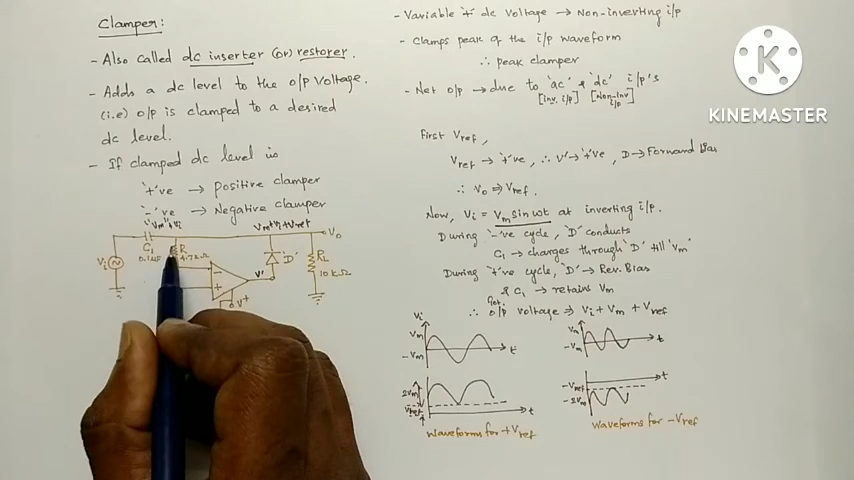 Clamper:
- Also called dc inserter (or) restorer.
- Adds a dc level to the o/p voltage.
(i.e) o/p is clamped to a desired
dc level.
- If clamped dc level is
'+'ve → positive clamper
'-'ve → Negative clamper
Vm+Vi+Vref
Vo
C1
0.1µF
R
4.7kΩ
Vi
V'
'D'
RL
10kΩ
V+
- Variable '+' dc voltage → Non-inverting i/p
- Clamps peak of the i/p waveform
∴ peak clamper
- Net o/p → due to 'ac' & 'dc' i/p's
[inv. i/p] [Non-inv i/p]
First Vref,
Vref → +'ve, ∴ V' → +'ve, D → Forward Bias
∴ Vo ⇒ Vref.
Now, Vi = Vm sin wt at inverting i/p.
During '-'ve cycle, 'D' conducts
C1 → charges through 'D' till 'Vm'
During '+'ve cycle, 'D' → Rev. Bias
& C1 → retains Vm
∴ net o/p voltage ⇒ Vi + Vm + Vref
Vi
Vm
-Vm
t
Vm
-Vm
t
2Vm
Vref
t
-Vref
-2Vm
t
Waveforms for +Vref
Waveforms for -Vref
K
KINEMASTER